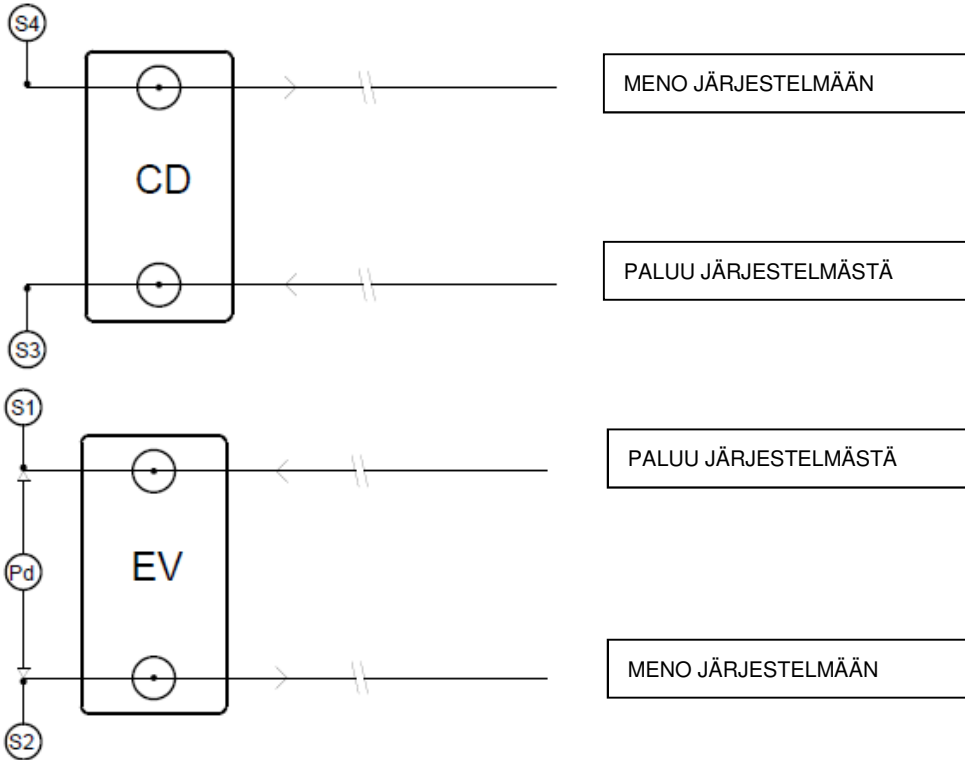 S4
MENO JÄRJESTELMÄÄN
CD
PALUU JÄRJESTELMÄSTÄ
S3
S1
PALUU JÄRJESTELMÄSTÄ
Pd
EV
MENO JÄRJESTELMÄÄN
S2